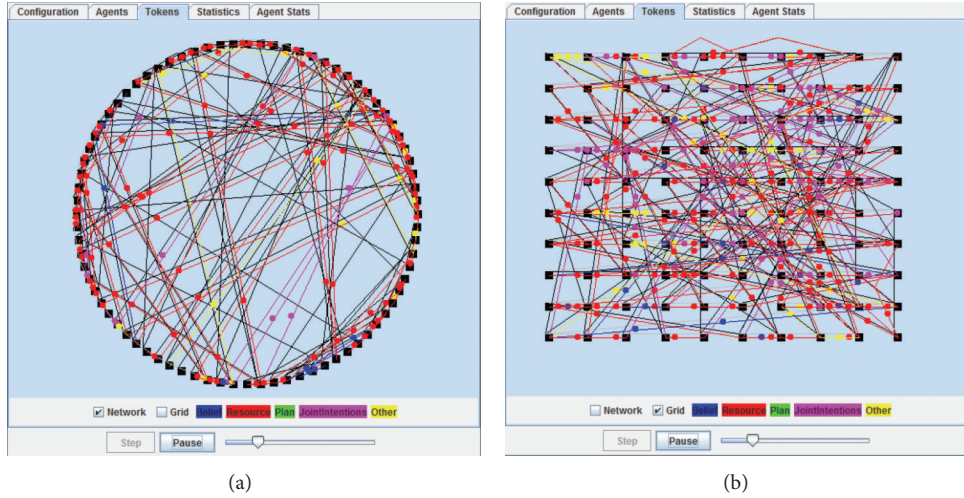 Configuration Agents Tokens Statistics Agent Stats
Network Grid Belief Resource Plan JointIntentions Other
Step Pause
(a)
Configuration Agents Tokens Statistics Agent Stats
Network Grid Belief Resource Plan JointIntentions Other
Step Pause
(b)